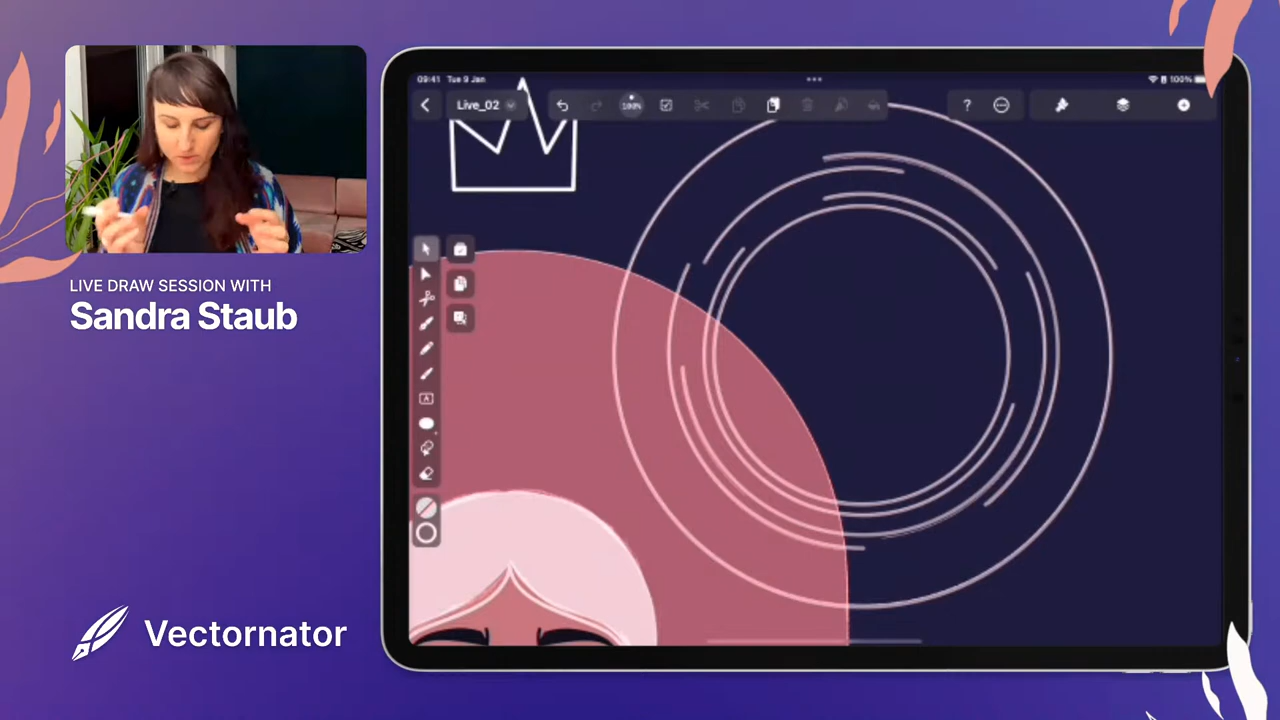 LIVE DRAW SESSION WITH
Sandra Staub
Vectornator
09:41 Tue 9 Jan
100%
Live_02
100%
?
A